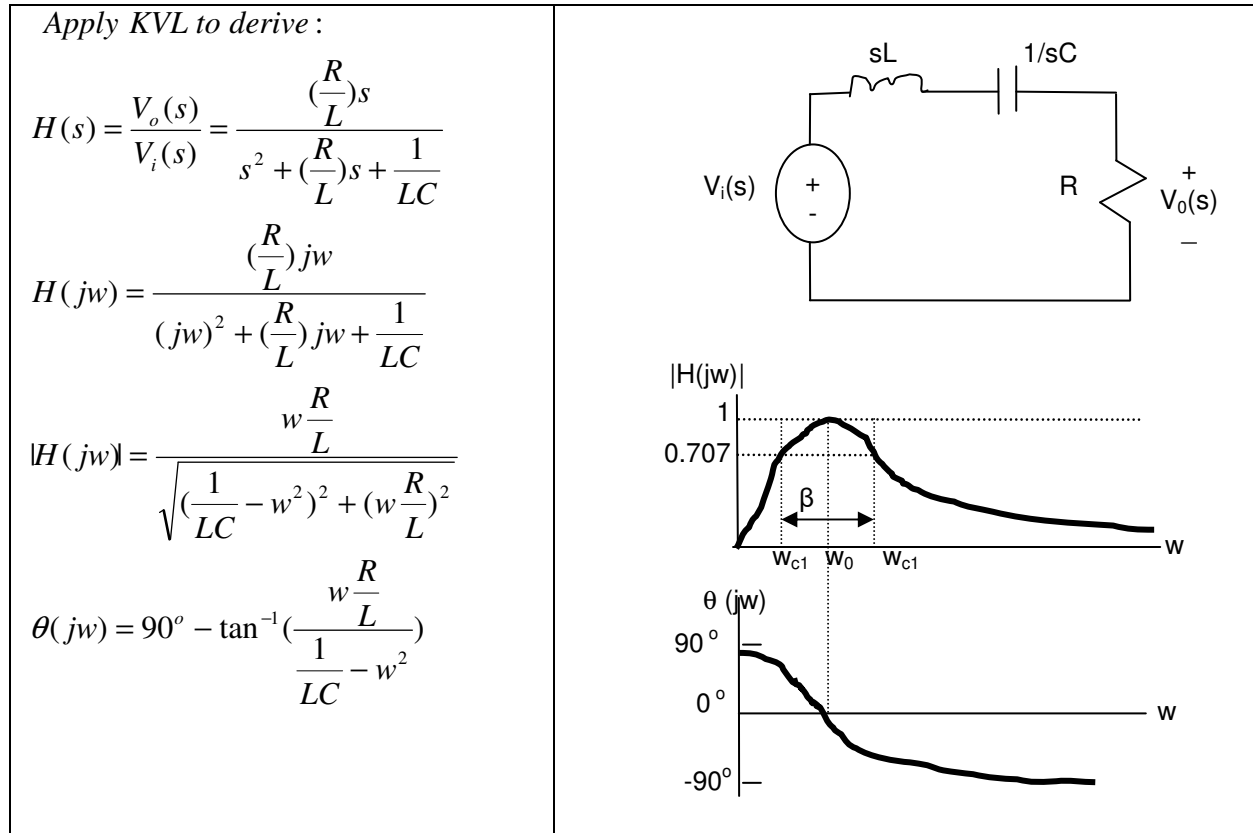 Apply KVL to derive :
H(s) = V_o(s) / V_i(s) = (R/L)s / (s^2 + (R/L)s + 1/LC)
H(jw) = (R/L)jw / ((jw)^2 + (R/L)jw + 1/LC)
|H(jw)| = w R/L / √((1/LC − w^2)^2 + (w R/L)^2)
θ(jw) = 90^o − tan^−1(w R/L / (1/LC − w^2))
sL
1/sC
V_i(s)
+
-
R
+
V_0(s)
–
|H(jw)|
1
0.707
β
w_c1 w_0 w_c1
w
θ (jw)
90 ^o
0 ^o
w
-90^o